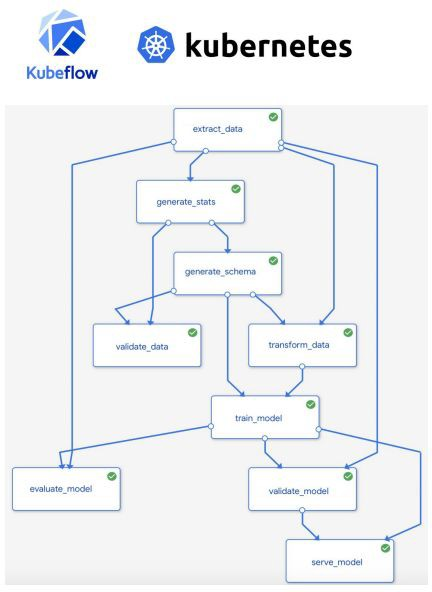 Kubeflow
kubernetes
extract_data
generate_stats
generate_schema
validate_data
transform_data
train_model
evaluate_model
validate_model
serve_model